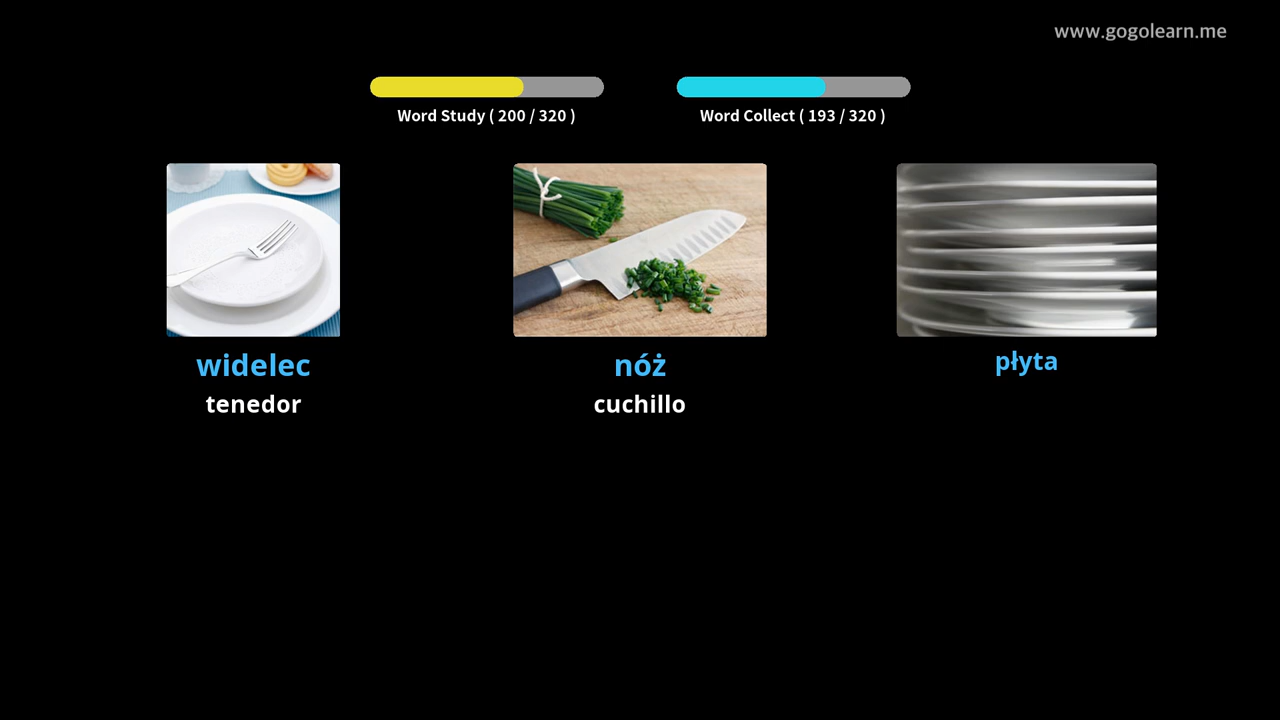 www.gogolearn.me
Word Study ( 200 / 320 )
Word Collect ( 193 / 320 )
widelec
nóż
płyta
tenedor
cuchillo